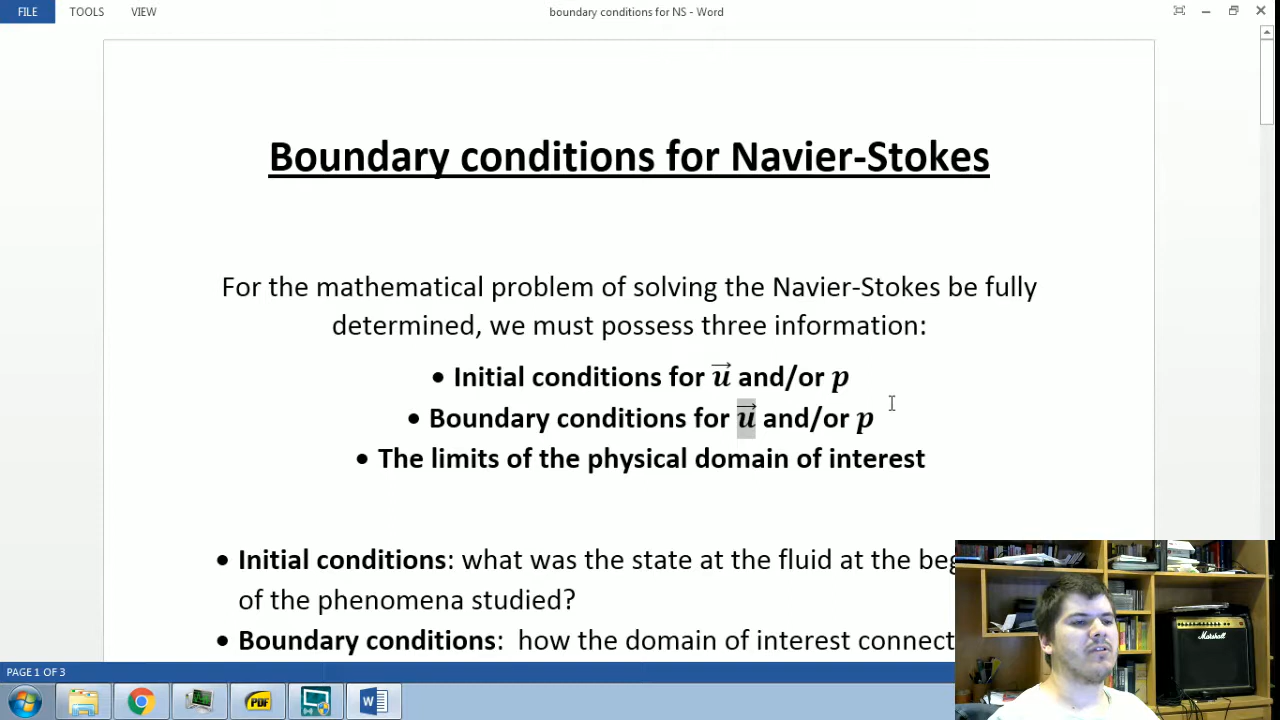 FILE TOOLS VIEW boundary conditions for NS - Word
Boundary conditions for Navier-Stokes
For the mathematical problem of solving the Navier-Stokes be fully
determined, we must possess three information:
• Initial conditions for u⃗ and/or p
• Boundary conditions for u⃗ and/or p
• The limits of the physical domain of interest
• Initial conditions: what was the state at the fluid at the
of the phenomena studied?
• Boundary conditions: how the domain of interest
Marshall
PAGE 1 OF 3
PDF